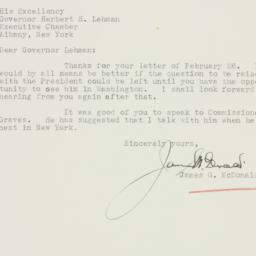 His Excellency
Governor Herbert H. Lehman
Executive Chamber
Albany, New York
Dear Governor Lehman:
Thanks for your letter of February 28. I
would by all means be better if the question to be raise
with the President could be left until you have the oppo
tunity to see him in Washington. I shall look forward
hearing from you again after that.
It was good of you to speak to Commissione
Graves. He has suggested that I talk with him when he
next in New York.
Sincerely yours,
James G. McDonald